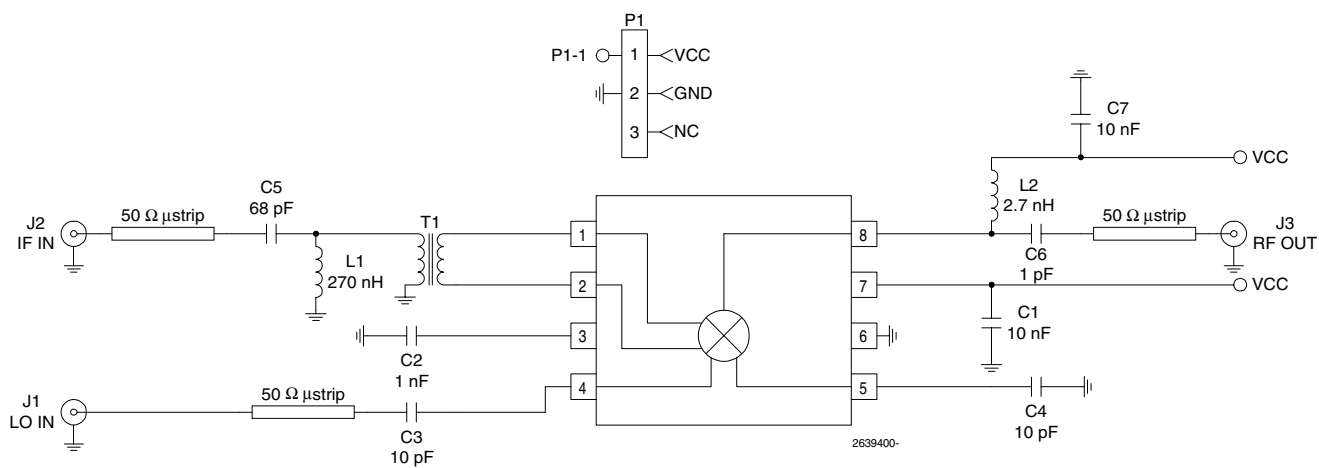 P1
P1-1
1
VCC
2
GND
3
NC
C7
10 nF
VCC
J2
IF IN
50 Ω μstrip
C5
68 pF
L1
270 nH
T1
1
2
3
4
8
7
6
5
L2
2.7 nH
C6
1 pF
50 Ω μstrip
J3
RF OUT
VCC
C1
10 nF
C2
1 nF
J1
LO IN
50 Ω μstrip
C3
10 pF
C4
10 pF
2639400-